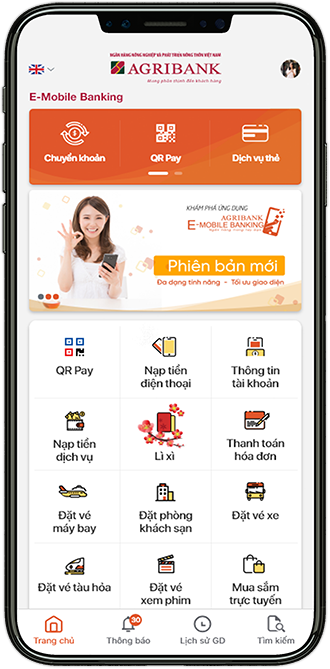 NGÂN HÀNG NÔNG NGHIỆP VÀ PHÁT TRIỂN NÔNG THÔN VIỆT NAM
AGRIBANK
Mang phồn thịnh đến khách hàng
E-Mobile Banking
Chuyển khoản
QR Pay
Dịch vụ thẻ
KHÁM PHÁ ỨNG DỤNG
AGRIBANK
E-MOBILE BANKING
Phiên bản mới
Đa dạng tính năng - Tối ưu giao diện
QR Pay
Nạp tiền
điện thoại
Thông tin
tài khoản
Nạp tiền
dịch vụ
Lì xì
Thanh toán
hóa đơn
Đặt vé
máy bay
Đặt phòng
khách sạn
Đặt vé xe
Đặt vé tàu hỏa
Đặt vé
xem phim
Mua sắm
trực tuyến
Trang chủ
30
Thông báo
Lịch sử GD
Tìm kiếm